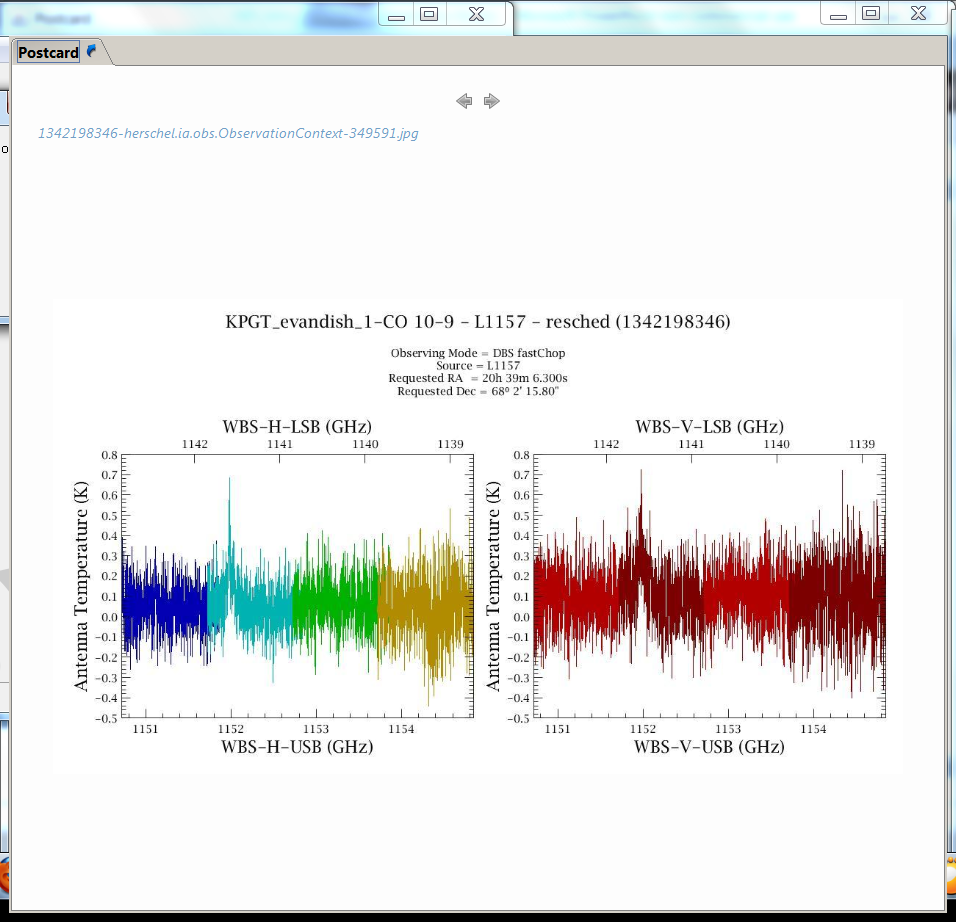 Postcard
Postcard
1342198346-herschel.ia.obs.ObservationContext-349591.jpg
o
KPGT_evandish_1-CO 10-9 - L1157 - resched (1342198346)
Observing Mode = DBS fastChop
Source = L1157
Requested RA = 20h 39m 6.300s
Requested Dec = 68º 2' 15.80"
WBS-H-LSB (GHz)
1142 1141 1140 1139
Antenna Temperature (K)
0.8
0.7
0.6
0.5
0.4
0.3
0.2
0.1
0.0
-0.1
-0.2
-0.3
-0.4
-0.5
1151 1152 1153 1154
WBS-H-USB (GHz)
WBS-V-LSB (GHz)
1142 1141 1140 1139
Antenna Temperature (K)
0.8
0.7
0.6
0.5
0.4
0.3
0.2
0.1
0.0
-0.1
-0.2
-0.3
-0.4
-0.5
1151 1152 1153 1154
WBS-V-USB (GHz)